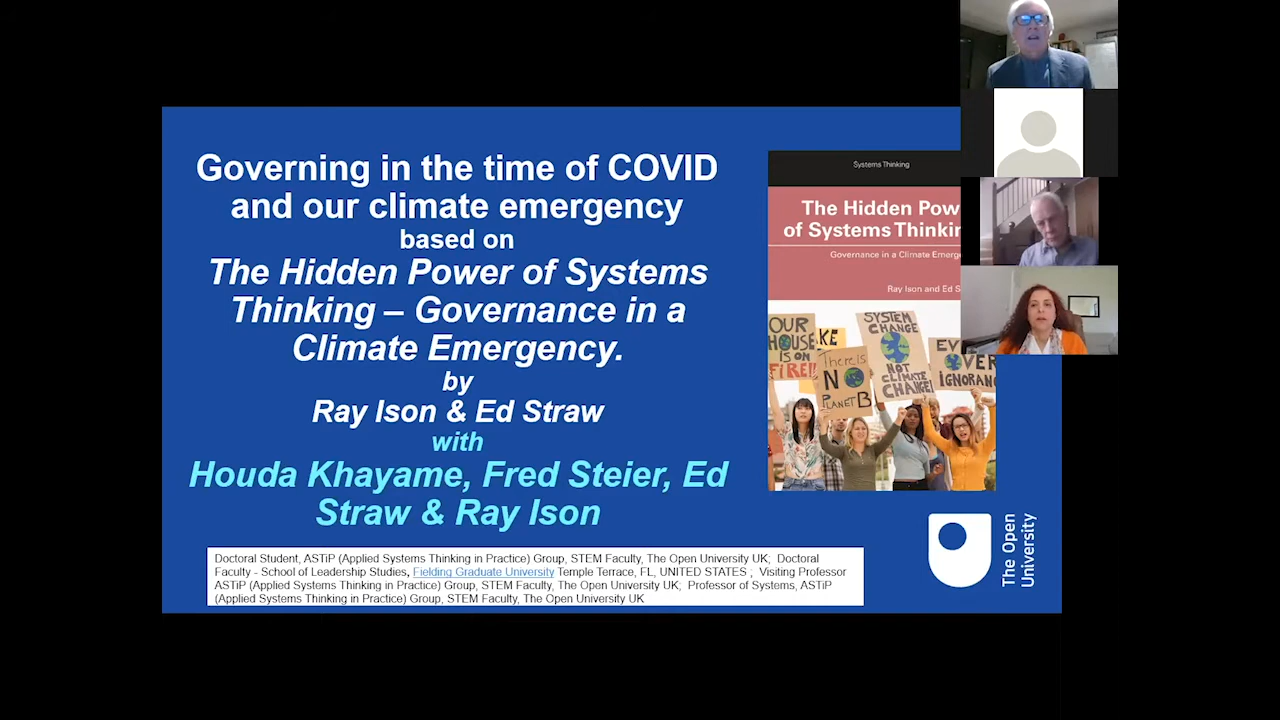 Governing in the time of COVID
and our climate emergency
based on
The Hidden Power of Systems
Thinking – Governance in a
Climate Emergency.
by
Ray Ison & Ed Straw
with
Houda Khayame, Fred Steier, Ed
Straw & Ray Ison
Doctoral Student, ASTiP (Applied Systems Thinking in Practice) Group, STEM Faculty, The Open University UK; Doctoral
Faculty - School of Leadership Studies, Fielding Graduate University Temple Terrace, FL, UNITED STATES ; Visiting Professor
ASTiP (Applied Systems Thinking in Practice) Group, STEM Faculty, The Open University UK; Professor of Systems, ASTiP
(Applied Systems Thinking in Practice) Group, STEM Faculty, The Open University UK
Systems Thinking
The Hidden Pow
of Systems Thinkin
Governance in a Climate Emerge
Ray Ison and Ed S
OUR
HOUSE
IS ON
FiRE!!
KE
There is
NO
PLANET B
SYSTEM
CHANGE
NOT
CLIMATE
CHANGE!
EV
OVER
IGNORAN
The Open
University